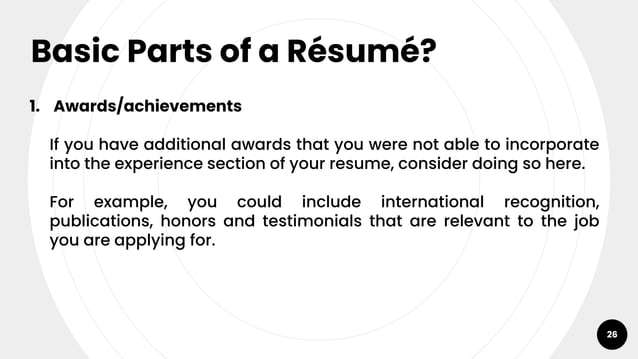 Basic Parts of a Résumé?
1. Awards/achievements
If you have additional awards that you were not able to incorporate
into the experience section of your resume, consider doing so here.
For example, you could include international recognition,
publications, honors and testimonials that are relevant to the job
you are applying for.
26